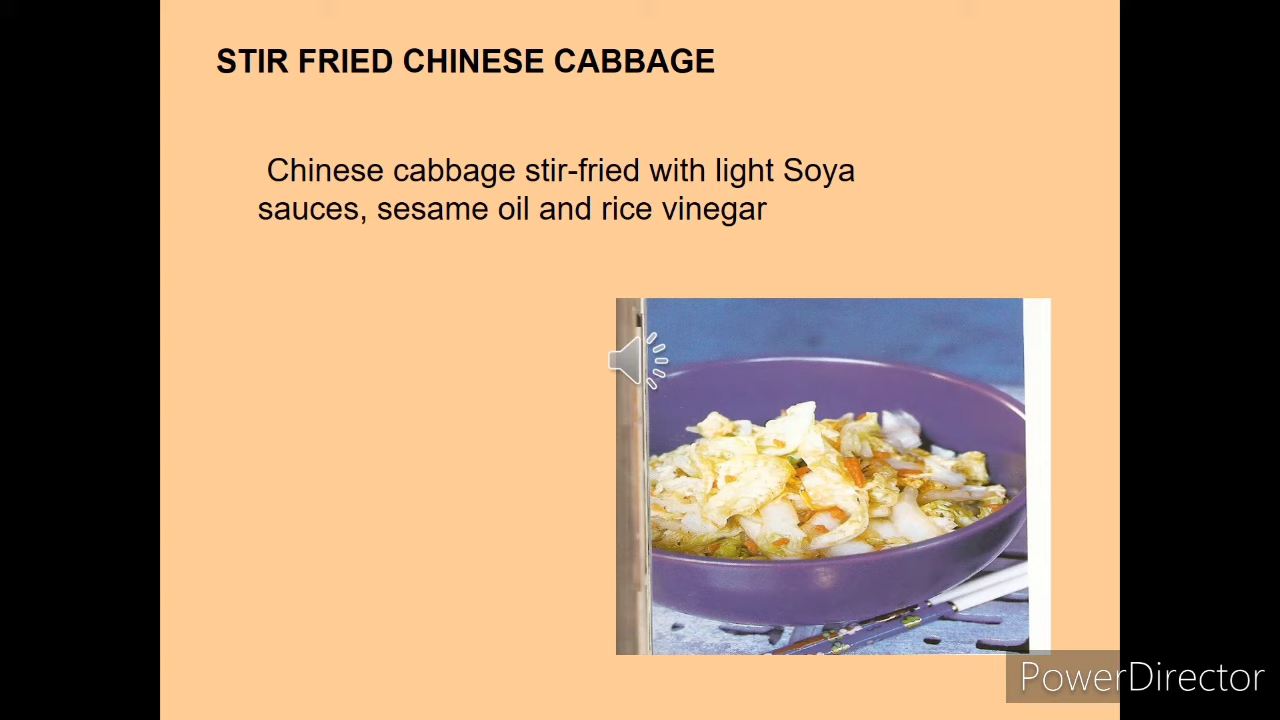 STIR FRIED CHINESE CABBAGE
Chinese cabbage stir-fried with light Soya
sauces, sesame oil and rice vinegar
PowerDirector